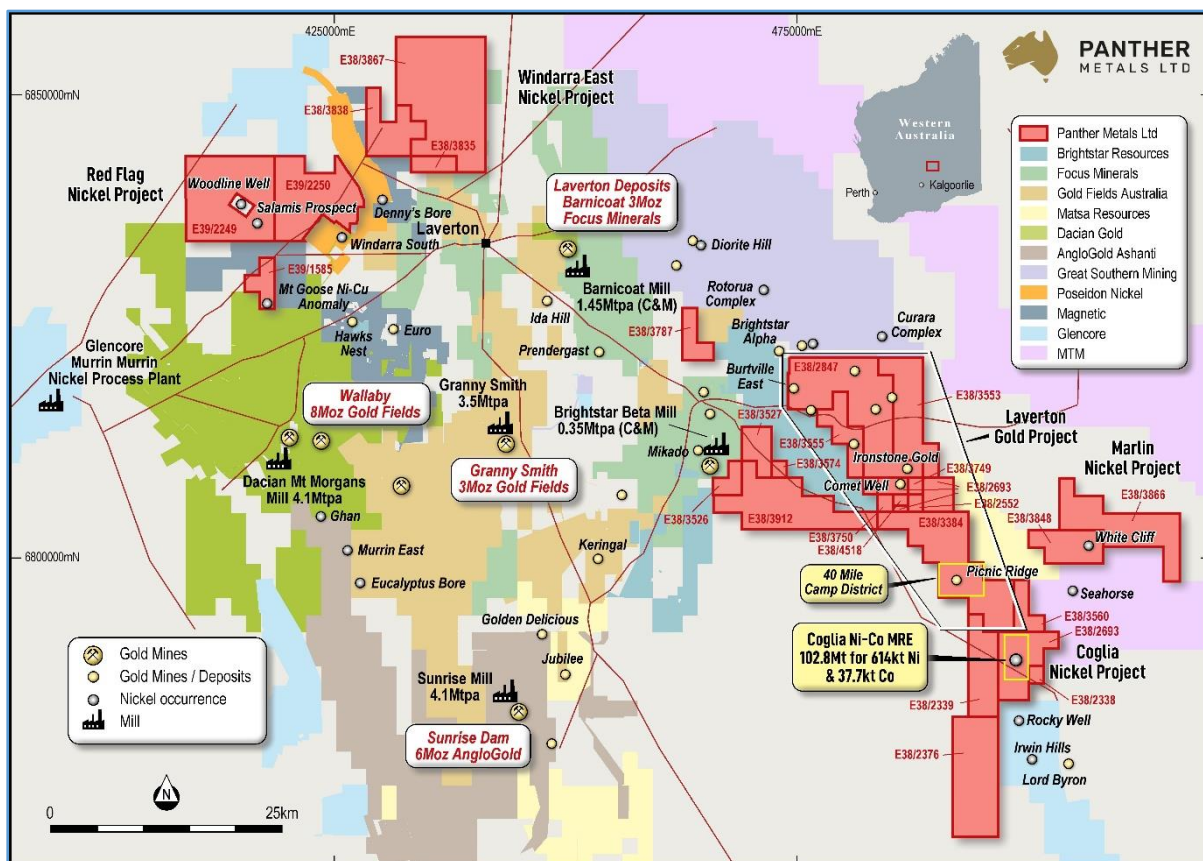 425000mE
475000mE
6850000mN
6800000mN
PANTHER
METALS LTD
Western
Australia
Perth
Kalgoorlie
Panther Metals Ltd
Brightstar Resources
Focus Minerals
Gold Fields Australia
Matsa Resources
Dacian Gold
AngloGold Ashanti
Great Southern Mining
Poseidon Nickel
Magnetic
Glencore
MTM
E38/3867
Windarra East
Nickel Project
E38/3838
E38/3835
Red Flag
Nickel Project
Woodline Well
E39/2250
Salamis Prospect
E39/2249
Denny's Bore
Laverton
Windarra South
Laverton Deposits
Barnicoat 3Moz
Focus Minerals
Diorite Hill
E39/1585
Mt Goose Ni-Cu
Anomaly
Barnicoat Mill
1.45Mtpa (C&M)
Rotorua
Complex
Ida Hill
Hawks
Nest
Euro
E38/3787
Brightstar
Alpha
Curara
Complex
Prendergast
Glencore
Murrin Murrin
Nickel Process Plant
Burtville
East
E38/2847
E38/3553
Wallaby
8Moz Gold Fields
Granny Smith
3.5Mtpa
Brightstar Beta Mill
0.35Mtpa (C&M)
E38/3527
Laverton
Gold Project
Mikado
E38/3555
Ironstone Gold
Marlin
Nickel Project
Granny Smith
3Moz Gold Fields
E38/3574
Comet Well
E38/3749
E38/2693
E38/2552
E38/3866
Dacian Mt Morgans
Mill 4.1Mtpa
Ghan
E38/3526
E38/3912
E38/3750
E38/4518
E38/3384
E38/3848
White Cliff
Murrin East
Keringal
Eucalyptus Bore
40 Mile
Camp District
Picnic Ridge
Seahorse
E38/3560
E38/2693
Golden Delicious
Jubilee
Coglia Ni-Co MRE
102.8Mt for 614kt Ni
& 37.7kt Co
Coglia
Nickel Project
E38/2338
E38/2339
Sunrise Mill
4.1Mtpa
Rocky Well
Sunrise Dam
6Moz AngloGold
E38/2376
Irwin Hills
Lord Byron
Gold Mines
Gold Mines / Deposits
Nickel occurrence
Mill
N
0
25km